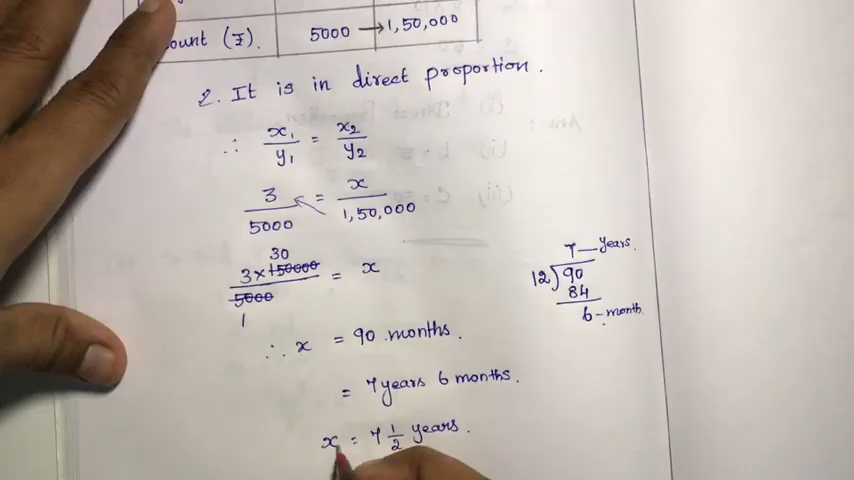 ount (₹). 5000 → 1,50,000
2. It is in direct proportion.
∴ x₁/y₁ = x₂/y₂
3/5000 = x/1,50,000
30
3×150000/5000 = x
1
∴ x = 90 months.
= 7 years 6 months.
x = 7 1/2 years.
7 — years.
12)90
84
6 – month.